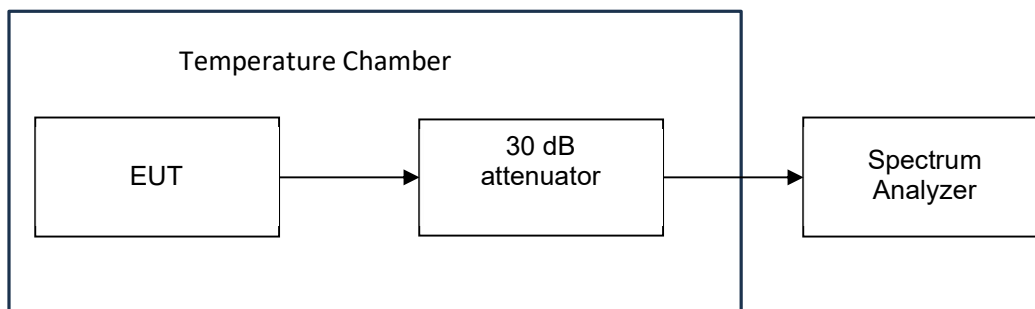 Temperature Chamber
EUT
30 dB
attenuator
Spectrum
Analyzer